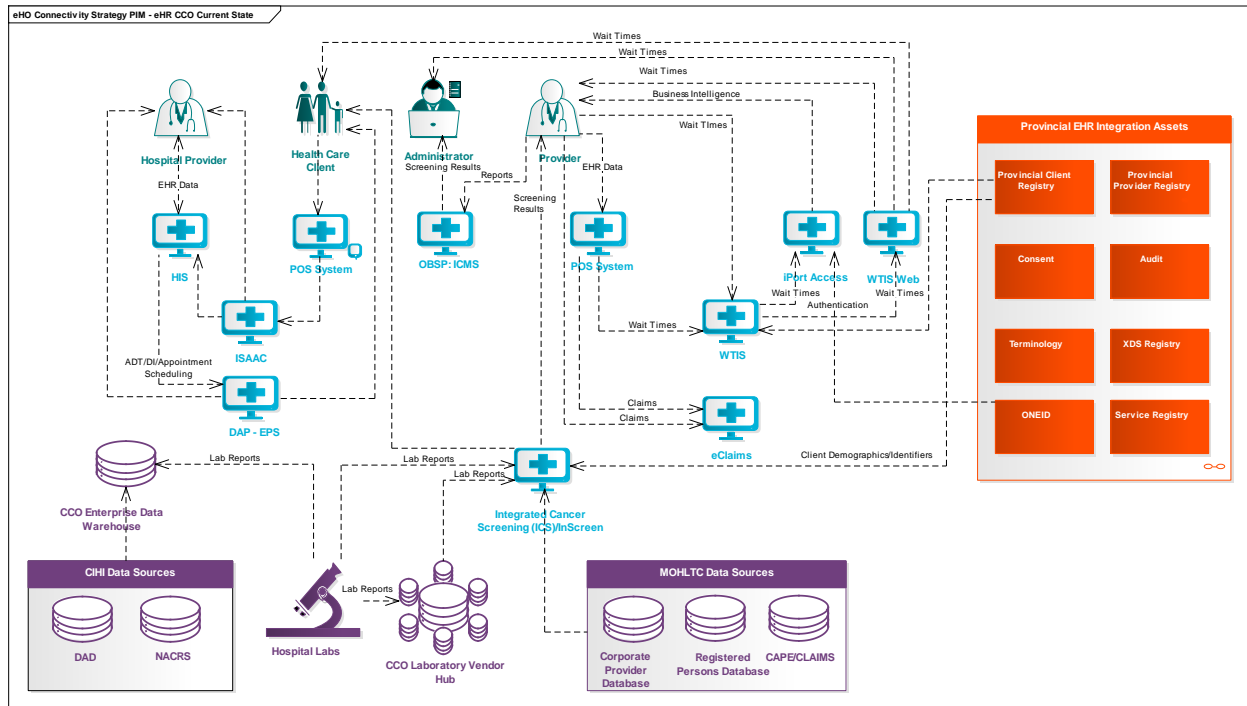 eHO Connectivity Strategy PIM - eHR CCO Current State
Wait Times
Wait Times
Wait Times
Business Intelligence
Wait TImes
Hospital Provider
Health Care
Client
Administrator
Provider
Screening Results
Reports
EHR Data
EHR Data
Screening
Results
HIS
POS System
OBSP: ICMS
POS System
iPort Access
WTIS Web
Wait Times
Wait Times
Authentication
Wait Times
ISAAC
WTIS
ADT/DI/Appointment
Scheduling
DAP - EPS
Claims
Claims
eClaims
Provincial EHR Integration Assets
Provincial Client
Registry
Provincial
Provider Registry
Consent
Audit
Terminology
XDS Registry
ONEID
Service Registry
Client Demographics/Identifiers
Lab Reports
Lab Reports
Lab Reports
CCO Enterprise Data
Warehouse
Integrated Cancer
Screening (ICS)/InScreen
CIHI Data Sources
DAD
NACRS
Lab Reports
Hospital Labs
CCO Laboratory Vendor
Hub
MOHLTC Data Sources
Corporate
Provider
Database
Registered
Persons Database
CAPE/CLAIMS